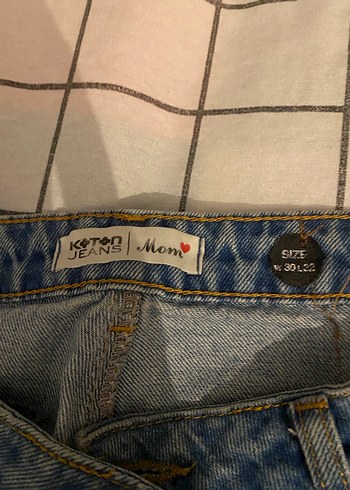 KOTON
JEANS
Mom
SIZE
W 30 L 32